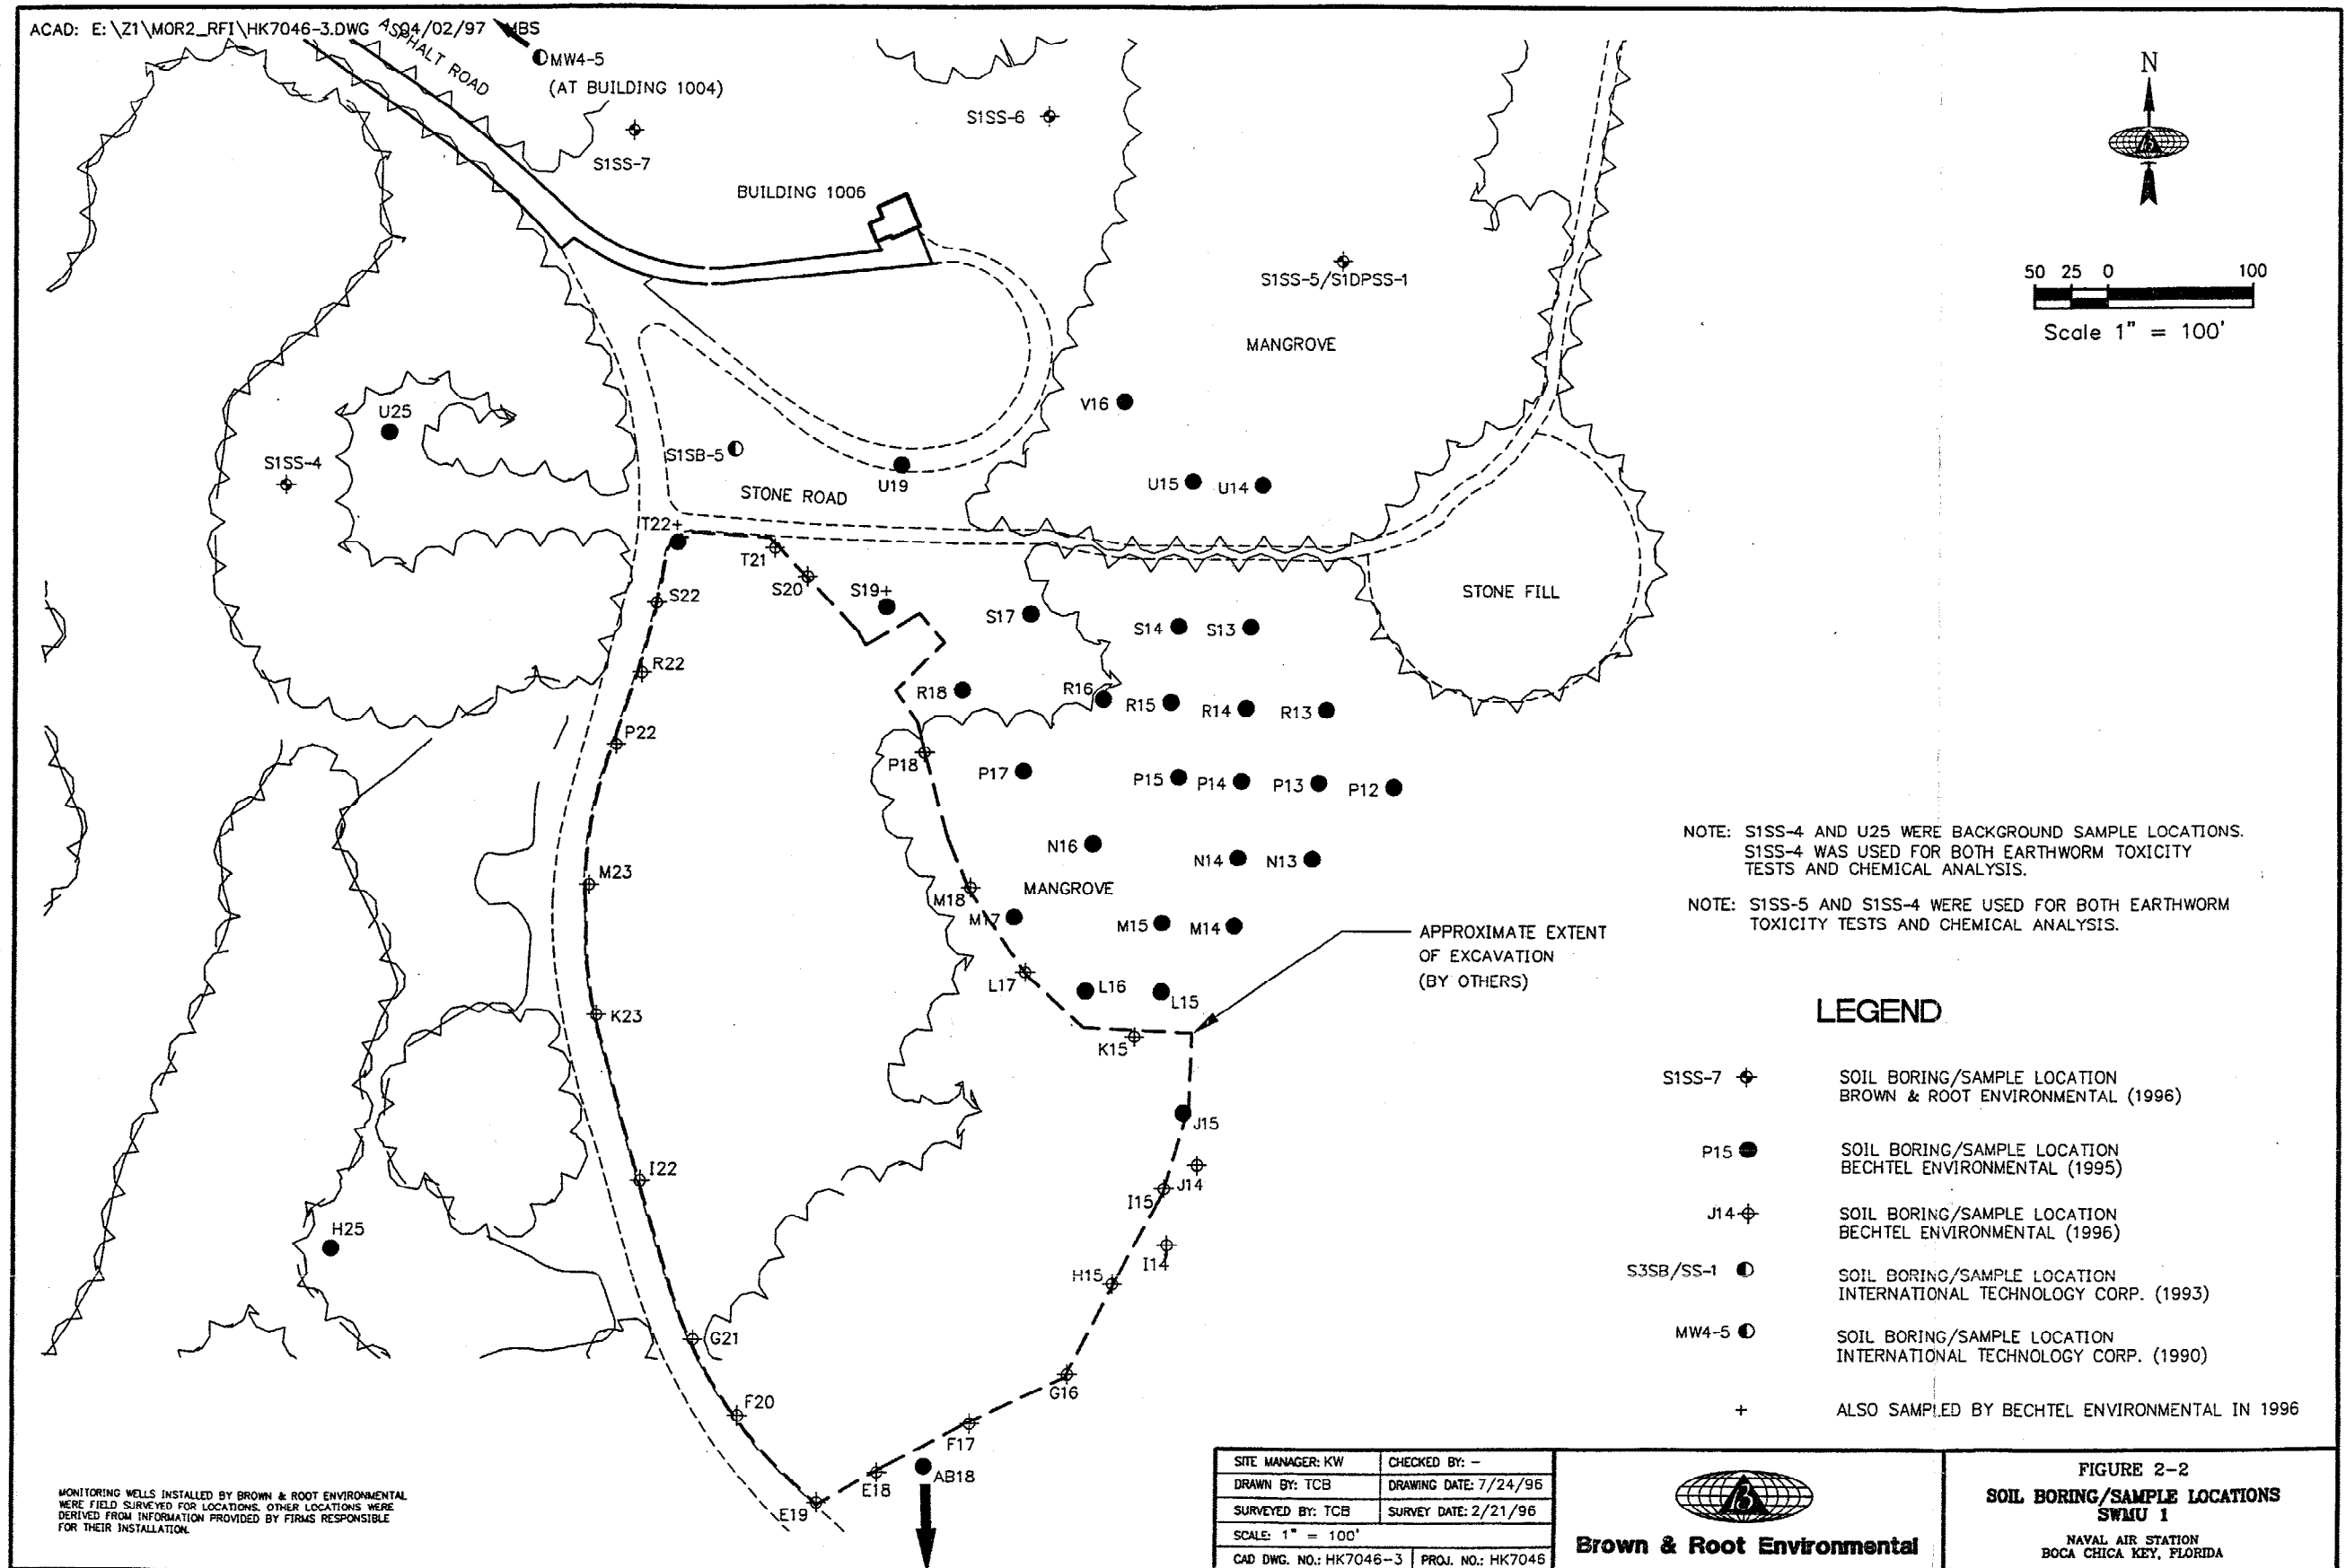 ACAD: E:\Z1\MOR2_RFI\HK7046-3.DWG 04/02/97 MBS
ASPHALT ROAD
MW4-5
(AT BUILDING 1004)
S1SS-7
S1SS-6
N
BUILDING 1006
S1SS-5/S1DPSS-1
50 25 0 100
Scale 1" = 100'
MANGROVE
V16
U25
S1SS-4
S1SB-5
U19
STONE ROAD
U15
U14
T22+
T21
S20
S19+
S22
S17
S14
S13
STONE FILL
R22
R18
R16
R15
R14
R13
P22
P18
P17
P15
P14
P13
P12
N16
N14
N13
NOTE: S1SS-4 AND U25 WERE BACKGROUND SAMPLE LOCATIONS.
S1SS-4 WAS USED FOR BOTH EARTHWORM TOXICITY
TESTS AND CHEMICAL ANALYSIS.
NOTE: S1SS-5 AND S1SS-4 WERE USED FOR BOTH EARTHWORM
TOXICITY TESTS AND CHEMICAL ANALYSIS.
M23
M18
MANGROVE
M17
M15
M14
APPROXIMATE EXTENT
OF EXCAVATION
(BY OTHERS)
L17
L16
L15
K23
K15
J15
J14
I22
I15
I14
H25
H15
G21
G16
F20
F17
E18
AB18
E19
LEGEND
S1SS-7 SOIL BORING/SAMPLE LOCATION
BROWN & ROOT ENVIRONMENTAL (1996)
P15 SOIL BORING/SAMPLE LOCATION
BECHTEL ENVIRONMENTAL (1995)
J14 SOIL BORING/SAMPLE LOCATION
BECHTEL ENVIRONMENTAL (1996)
S3SB/SS-1 SOIL BORING/SAMPLE LOCATION
INTERNATIONAL TECHNOLOGY CORP. (1993)
MW4-5 SOIL BORING/SAMPLE LOCATION
INTERNATIONAL TECHNOLOGY CORP. (1990)
+ ALSO SAMPLED BY BECHTEL ENVIRONMENTAL IN 1996
MONITORING WELLS INSTALLED BY BROWN & ROOT ENVIRONMENTAL
WERE FIELD SURVEYED FOR LOCATIONS. OTHER LOCATIONS WERE
DERIVED FROM INFORMATION PROVIDED BY FIRMS RESPONSIBLE
FOR THEIR INSTALLATION.
SITE MANAGER: KW CHECKED BY: -
DRAWN BY: TCB DRAWING DATE: 7/24/96
SURVEYED BY: TCB SURVEY DATE: 2/21/96
SCALE: 1" = 100'
CAD DWG. NO.: HK7046-3 PROJ. NO.: HK7046
Brown & Root Environmental
FIGURE 2-2
SOIL BORING/SAMPLE LOCATIONS
SWMU 1
NAVAL AIR STATION
BOCA CHICA KEY, FLORIDA